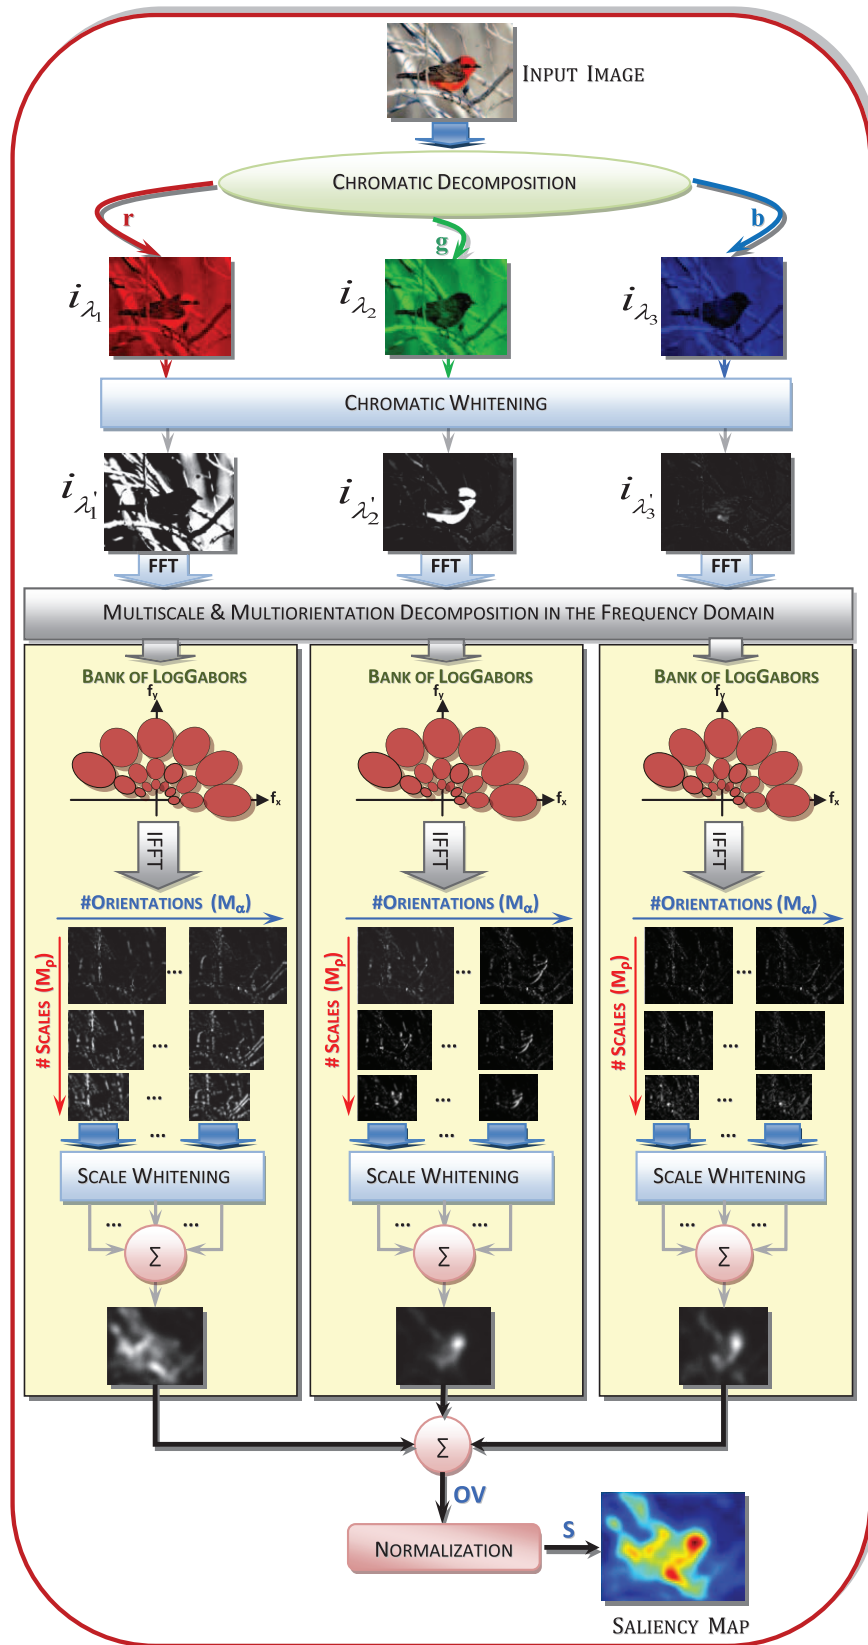 INPUT IMAGE
CHROMATIC DECOMPOSITION
r
g
b
iλ1
iλ2
iλ3
CHROMATIC WHITENING
iλ'1
iλ'2
iλ'3
FFT
FFT
FFT
MULTISCALE & MULTIORIENTATION DECOMPOSITION IN THE FREQUENCY DOMAIN
BANK OF LOGGABORS
BANK OF LOGGABORS
BANK OF LOGGABORS
fy
fy
fy
fx
fx
fx
IFFT
IFFT
IFFT
#ORIENTATIONS (Mα)
#ORIENTATIONS (Mα)
#ORIENTATIONS (Mα)
# SCALES (Mρ)
# SCALES (Mρ)
# SCALES (Mρ)
... ... ...
... ... ...
... ... ...
... ... ...
SCALE WHITENING
SCALE WHITENING
SCALE WHITENING
... ...
... ...
... ...
Σ
Σ
Σ
Σ
OV
NORMALIZATION
S
SALIENCY MAP